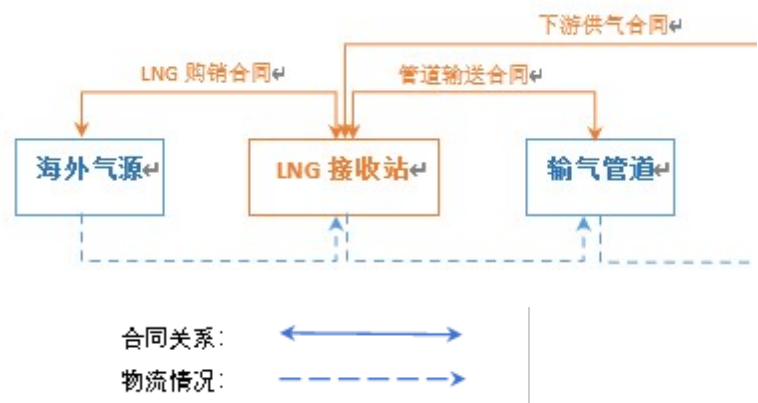 下游供气合同↵
LNG 购销合同↵
管道输送合同↵
海外气源↵
LNG 接收站↵
输气管道↵
合同关系：
物流情况：